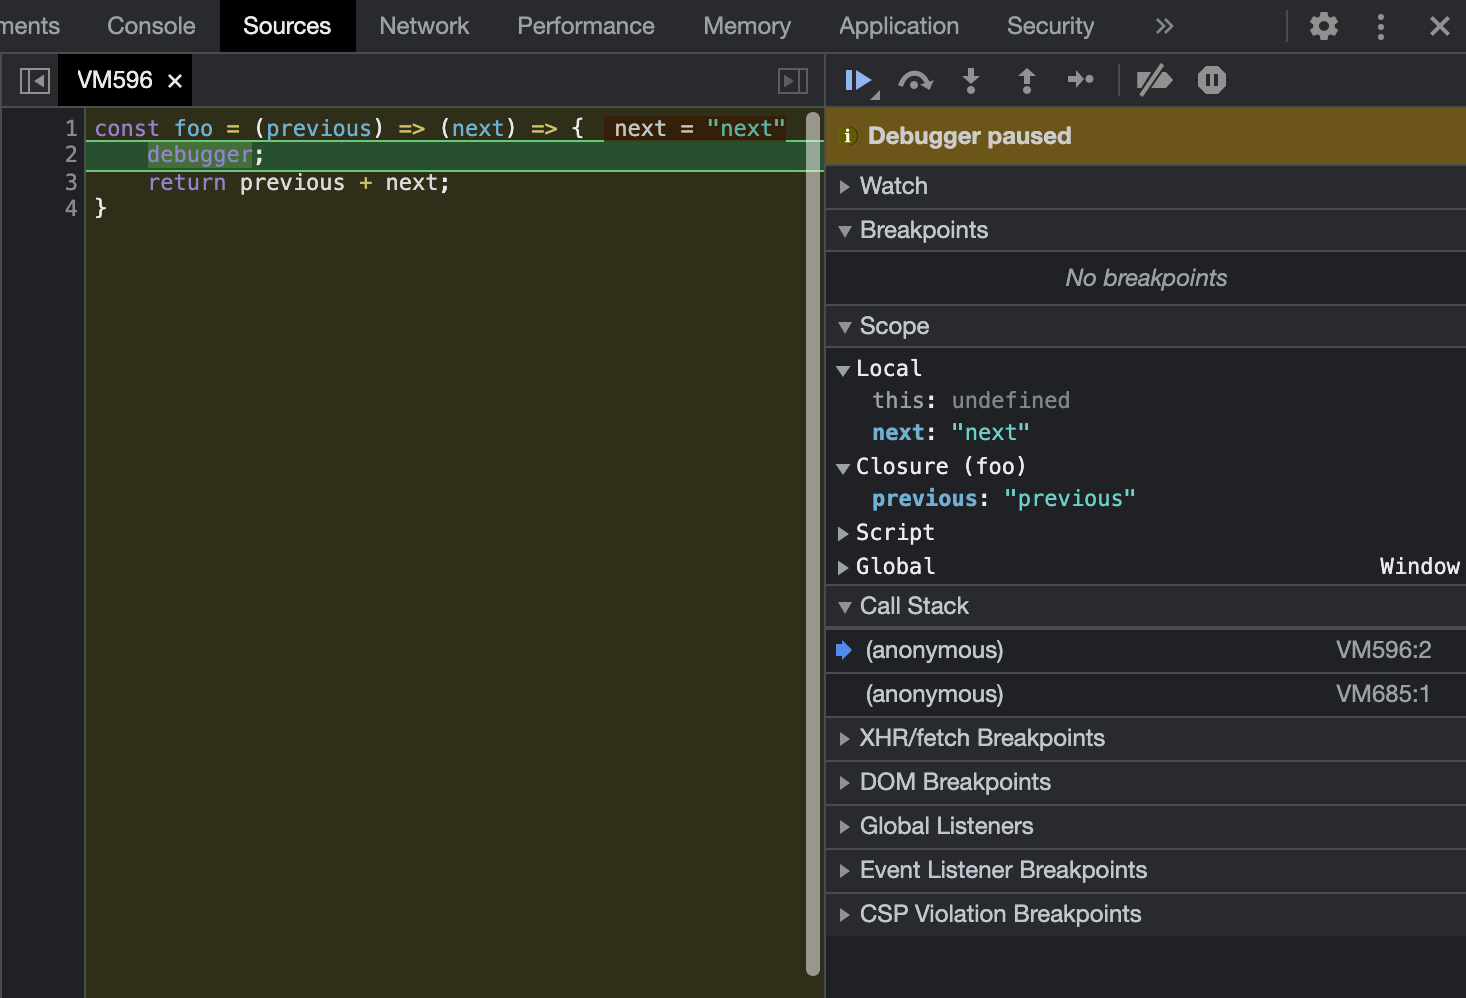 ments Console Sources Network Performance Memory Application Security »
VM596 ×
1 const foo = (previous) => (next) => { next = "next"
2 debugger;
3 return previous + next;
4 }
Debugger paused
Watch
Breakpoints
No breakpoints
Scope
Local
this: undefined
next: "next"
Closure (foo)
previous: "previous"
Script
Global Window
Call Stack
(anonymous) VM596:2
(anonymous) VM685:1
XHR/fetch Breakpoints
DOM Breakpoints
Global Listeners
Event Listener Breakpoints
CSP Violation Breakpoints